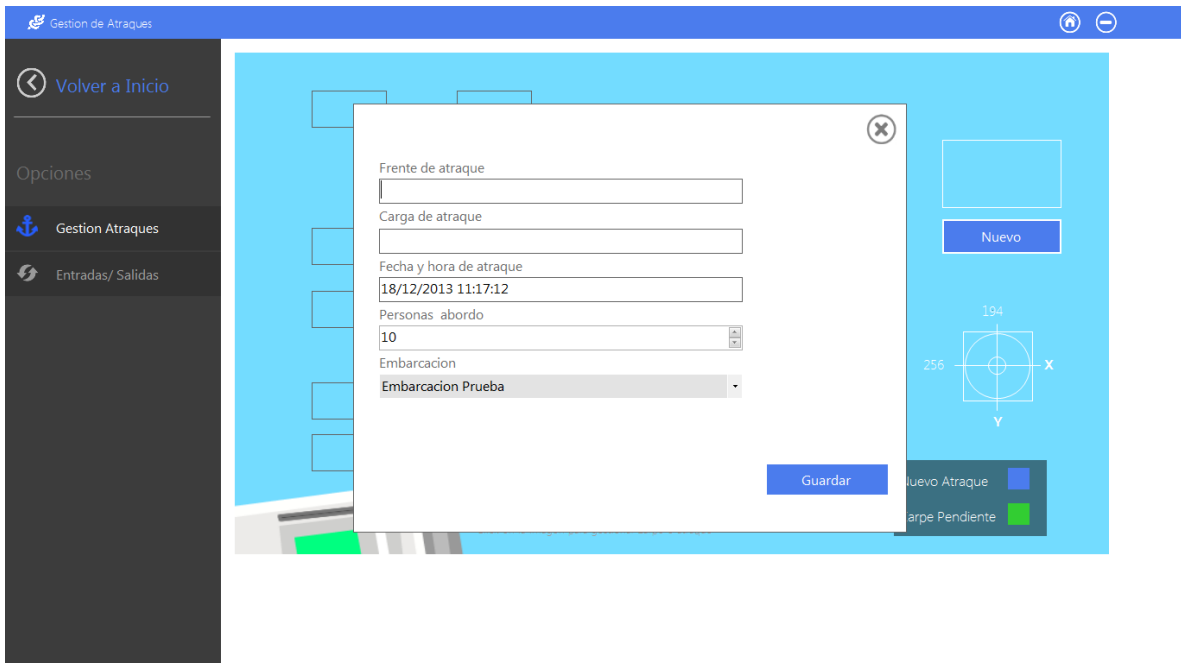 Gestion de Atraques
Volver a Inicio
Opciones
Gestion Atraques
Entradas/ Salidas
Frente de atraque
Carga de atraque
Fecha y hora de atraque
18/12/2013 11:17:12
Personas abordo
10
Embarcacion
Embarcacion Prueba
Guardar
Nuevo
194
256
X
Y
Nuevo Atraque
arpe Pendiente